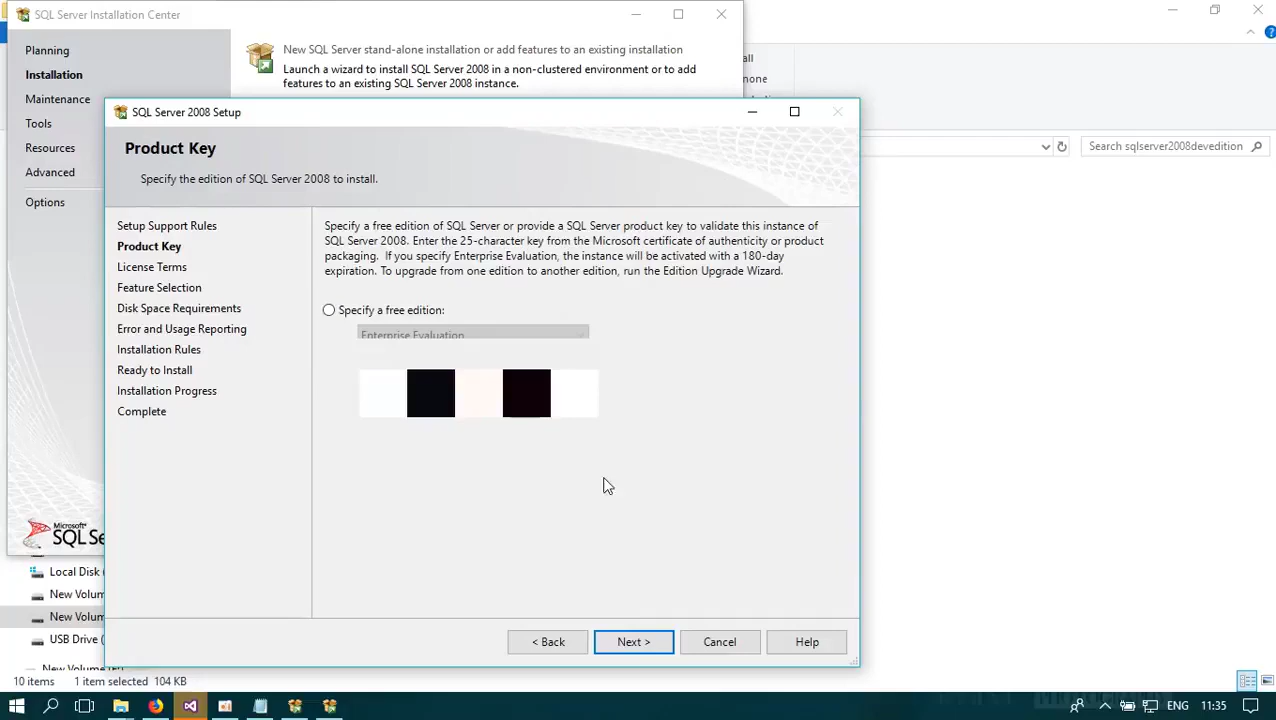 SQL Server Installation Center
Planning
Installation
Maintenance
Tools
Resources
Advanced
Options
New SQL Server stand-alone installation or add features to an existing installation
Launch a wizard to install SQL Server 2008 in a non-clustered environment or to add
features to an existing SQL Server 2008 instance.
all
none
Search sqlserver2008devedition
SQL Server 2008 Setup
Product Key
Specify the edition of SQL Server 2008 to install.
Setup Support Rules
Product Key
License Terms
Feature Selection
Disk Space Requirements
Error and Usage Reporting
Installation Rules
Ready to Install
Installation Progress
Complete
Specify a free edition of SQL Server or provide a SQL Server product key to validate this instance of
SQL Server 2008. Enter the 25-character key from the Microsoft certificate of authenticity or product
packaging. If you specify Enterprise Evaluation, the instance will be activated with a 180-day
expiration. To upgrade from one edition to another edition, run the Edition Upgrade Wizard.
Specify a free edition:
Enterprise Evaluation
< Back
Next >
Cancel
Help
Microsoft
SQL Se
Local Disk (
New Volum
New Volum
USB Drive (
10 items
1 item selected 104 KB
ENG
11:35